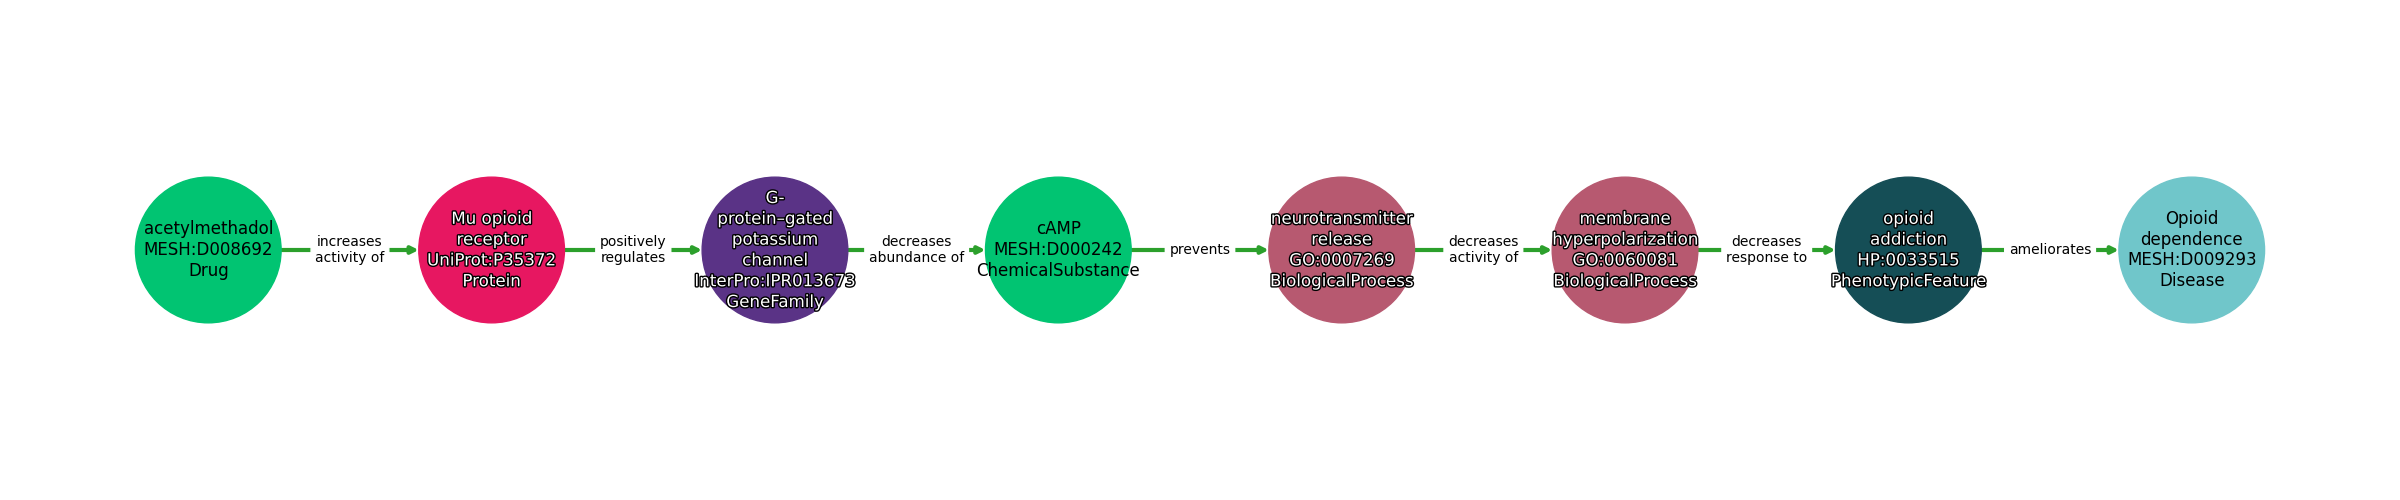 acetylmethadol
MESH:D008692
Drug
increases
activity of
Mu opioid
receptor
UniProt:P35372
Protein
positively
regulates
G-
protein–gated
potassium
channel
InterPro:IPR013673
GeneFamily
decreases
abundance of
cAMP
MESH:D000242
ChemicalSubstance
prevents
neurotransmitter
release
GO:0007269
BiologicalProcess
decreases
activity of
membrane
hyperpolarization
GO:0060081
BiologicalProcess
decreases
response to
opioid
addiction
HP:0033515
PhenotypicFeature
ameliorates
Opioid
dependence
MESH:D009293
Disease